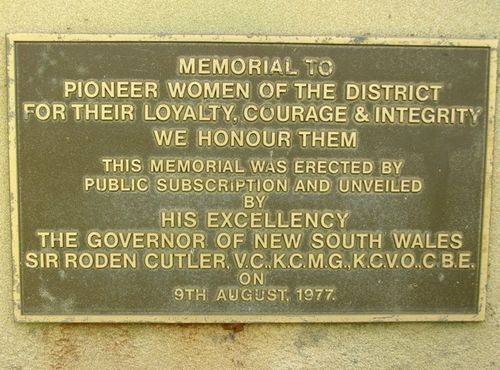 MEMORIAL TO
PIONEER WOMEN OF THE DISTRICT
FOR THEIR LOYALTY, COURAGE & INTEGRITY
WE HONOUR THEM
THIS MEMORIAL WAS ERECTED BY
PUBLIC SUBSCRIPTION AND UNVEILED
BY
HIS EXCELLENCY
THE GOVERNOR OF NEW SOUTH WALES
SIR RODEN CUTLER, V.C., K.C.M.G., K.C.V.O., C.B.E.
ON
9TH AUGUST, 1977.